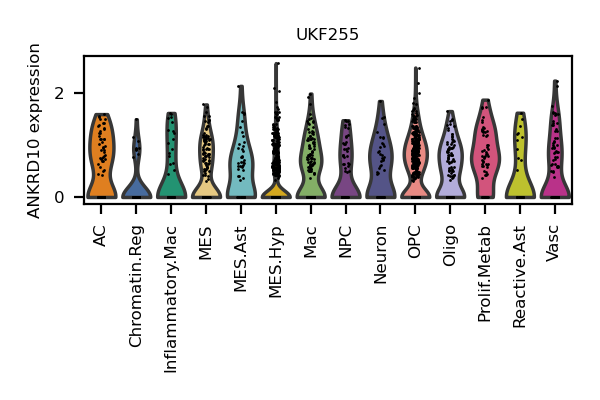 UKF255
ANKRD10 expression
2
0
AC
Chromatin.Reg
Inflammatory.Mac
MES
MES.Ast
MES.Hyp
Mac
NPC
Neuron
OPC
Oligo
Prolif.Metab
Reactive.Ast
Vasc